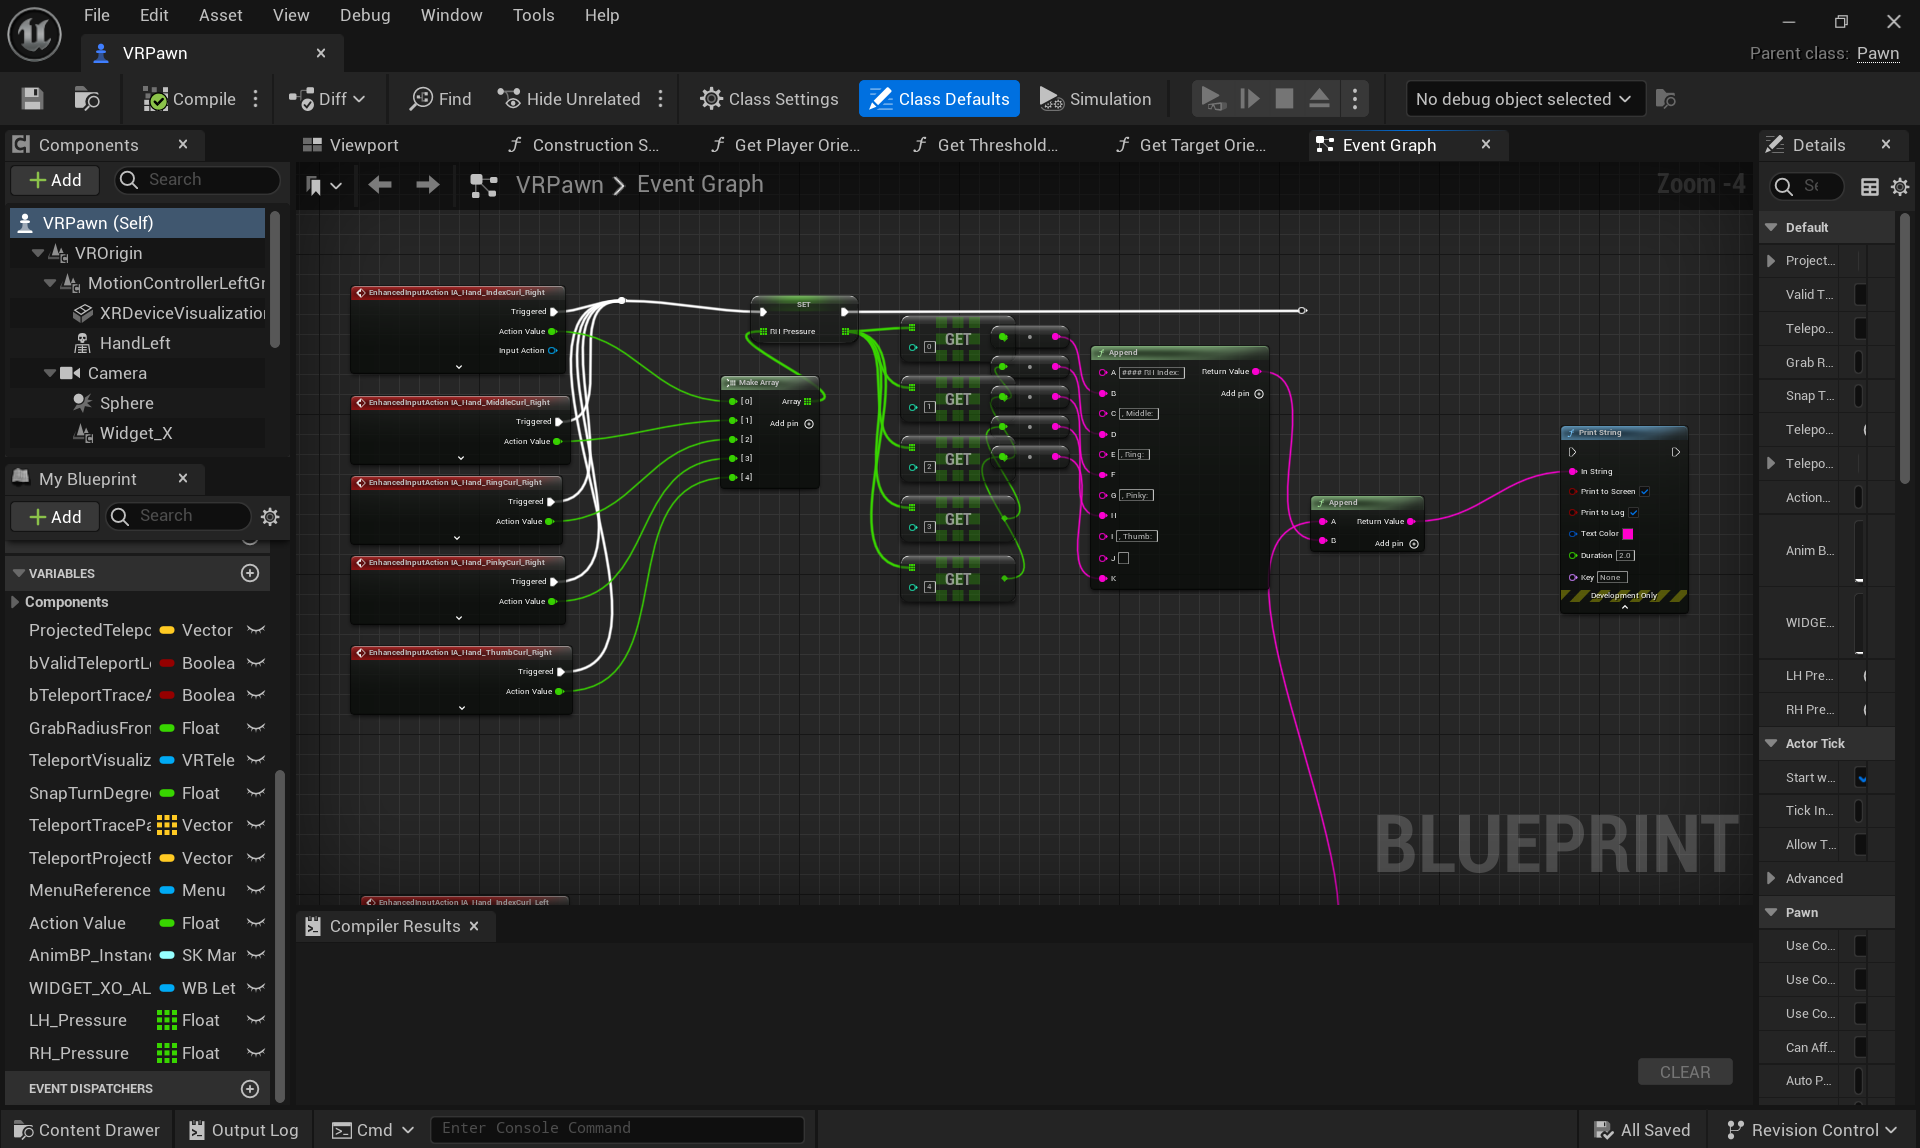 File Edit Asset View Debug Window Tools Help
VRPawn
Parent class: Pawn
Compile Diff Find Hide Unrelated Class Settings Class Defaults Simulation No debug object selected
Components
Viewport Construction S... Get Player Orie... Get Threshold... Get Target Orie... Event Graph
Details
Add Search
VRPawn > Event Graph
Zoom -4
VRPawn (Self)
VROrigin
MotionControllerLeftGr
XRDeviceVisualization
HandLeft
Camera
Sphere
Widget_X
My Blueprint
Add Search
VARIABLES
Components
ProjectedTelepo Vector
bValidTeleportL Boolea
bTeleportTraceA Boolea
GrabRadiusFron Float
TeleportVisualiz VRTele
SnapTurnDegre Float
TeleportTracePa Vector
TeleportProjectF Vector
MenuReference Menu
Action Value Float
AnimBP_Instanc SK Mar
WIDGET_XO_AL WB Let
LH_Pressure Float
RH_Pressure Float
EVENT DISPATCHERS
EnhancedInputAction IA_Hand_IndexCurl_Right
Triggered
Action Value
Input Action
EnhancedInputAction IA_Hand_MiddleCurl_Right
Triggered
Action Value
EnhancedInputAction IA_Hand_RingCurl_Right
Triggered
Action Value
EnhancedInputAction IA_Hand_PinkyCurl_Right
Triggered
Action Value
EnhancedInputAction IA_Hand_ThumbCurl_Right
Triggered
Action Value
EnhancedInputAction IA_Hand_IndexCurl_Left
SET
RH Pressure
Make Array
[0] Array
[1] Add pin
[2]
[3]
[4]
GET
0
GET
1
GET
2
GET
3
GET
4
Append
A #### RH Index: Return Value
B Add pin
C , Middle:
D
E , Ring:
F
G , Pinky:
H
I , Thumb:
J
K
Append
A Return Value
B Add pin
Print String
In String
Print to Screen
Print to Log
Text Color
Duration 2.0
Key None
Development Only
BLUEPRINT
Compiler Results
CLEAR
Default
Project...
Valid T...
Telepo...
Grab R...
Snap T...
Telepo...
Telepo...
Action...
Anim B...
WIDGE...
LH Pre...
RH Pre...
Actor Tick
Start w...
Tick In...
Allow T...
Advanced
Pawn
Use Co...
Use Co...
Use Co...
Can Aff...
Auto P...
Content Drawer Output Log Cmd Enter Console Command All Saved Revision Control